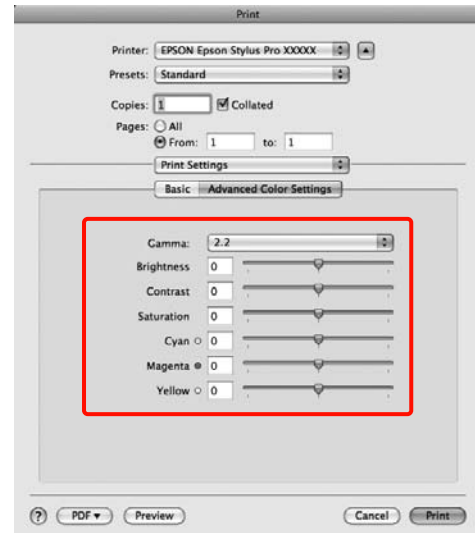 Print
Printer: EPSON Epson Stylus Pro XXXXX
Presets: Standard
Copies: 1 Collated
Pages: All
From: 1 to: 1
Print Settings
Basic Advanced Color Settings
Gamma: 2.2
Brightness 0
Contrast 0
Saturation 0
Cyan 0
Magenta 0
Yellow 0
? PDF▼ Preview Cancel Print